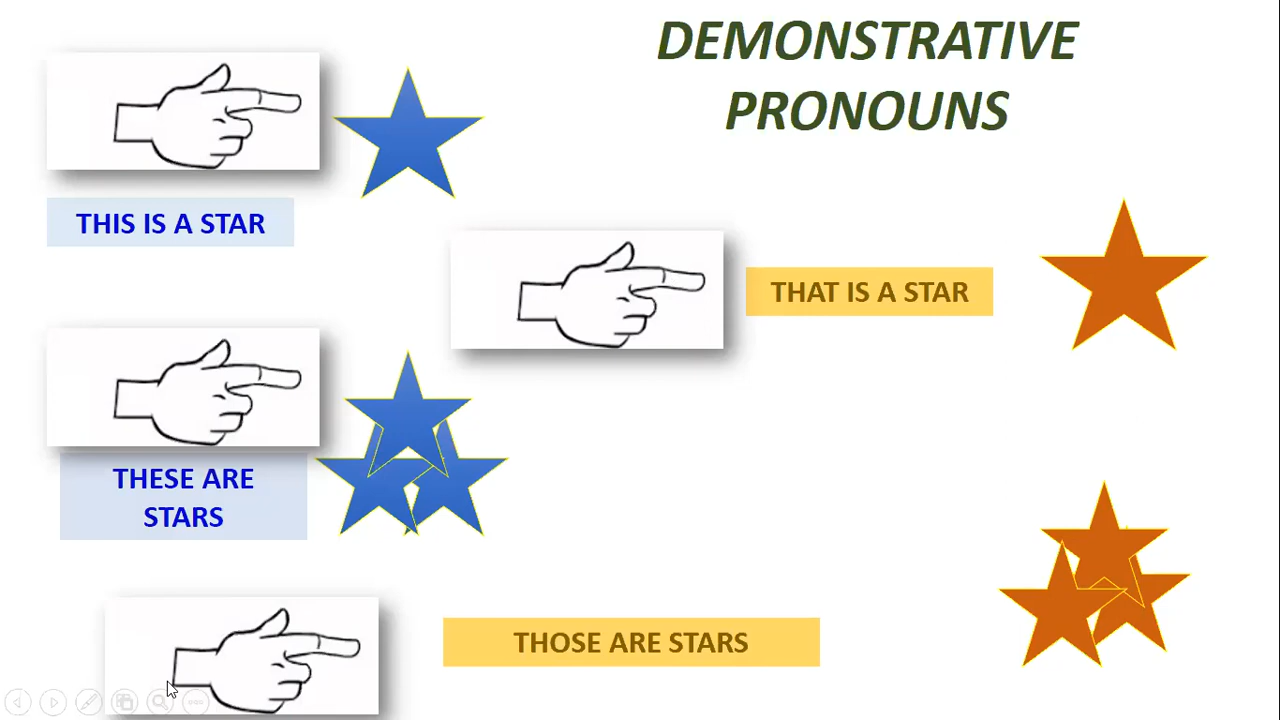 DEMONSTRATIVE
PRONOUNS
THIS IS A STAR
THAT IS A STAR
THESE ARE
STARS
THOSE ARE STARS